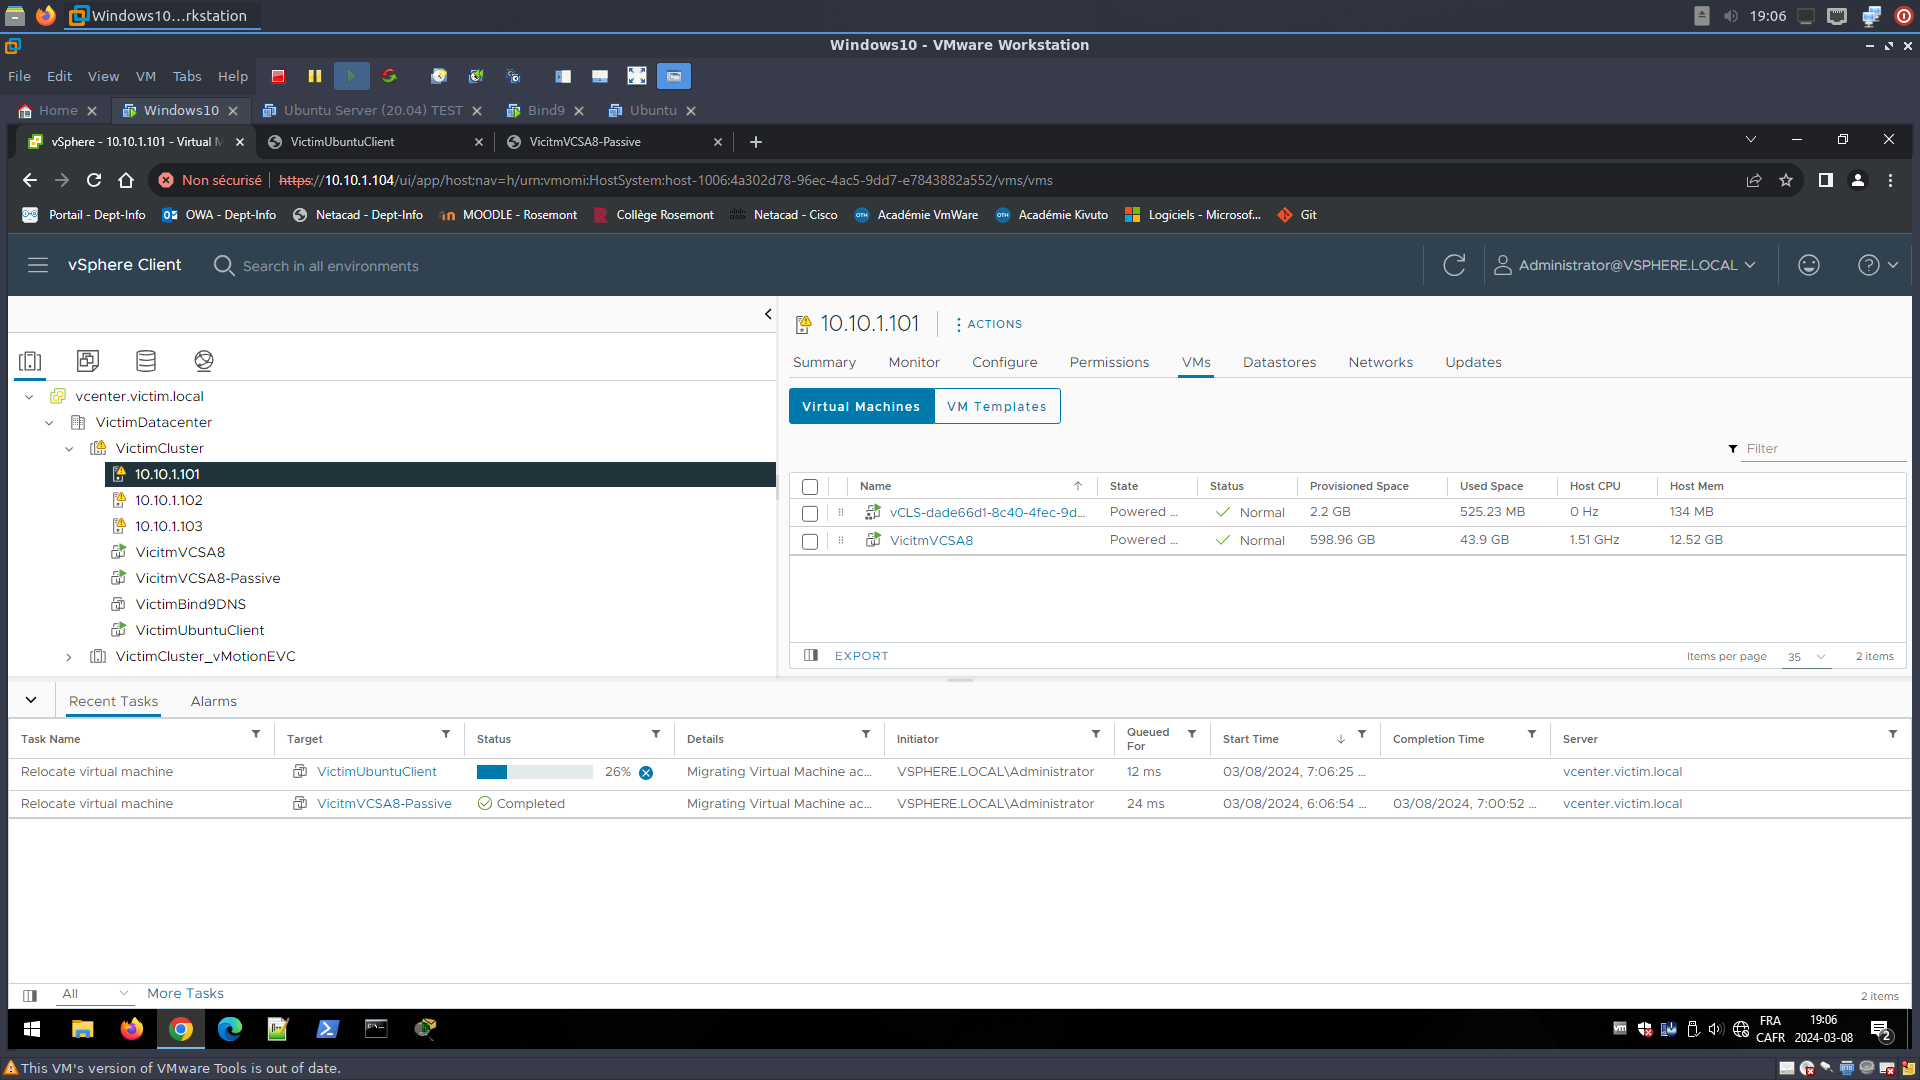 Windows10...rkstation
19:06
Windows10 - VMware Workstation
File Edit View VM Tabs Help
Home Windows10 Ubuntu Server (20.04) TEST Bind9 Ubuntu
vSphere - 10.10.1.101 - Virtual M VictimUbuntuClient VicitmVCSA8-Passive
Non sécurisé https://10.10.1.104/ui/app/host;nav=h/urn:vmomi:HostSystem:host-1006:4a302d78-96ec-4ac5-9dd7-e7843882a552/vms/vms
Portail - Dept-Info OWA - Dept-Info Netacad - Dept-Info MOODLE - Rosemont Collège Rosemont Netacad - Cisco Académie VmWare Académie Kivuto Logiciels - Microsof... Git
vSphere Client Search in all environments Administrator@VSPHERE.LOCAL
10.10.1.101 ACTIONS
Summary Monitor Configure Permissions VMs Datastores Networks Updates
Virtual Machines VM Templates
Filter
vcenter.victim.local
VictimDatacenter
VictimCluster
10.10.1.101
10.10.1.102
10.10.1.103
VicitmVCSA8
VicitmVCSA8-Passive
VictimBind9DNS
VictimUbuntuClient
VictimCluster_vMotionEVC
Name State Status Provisioned Space Used Space Host CPU Host Mem
vCLS-dade66d1-8c40-4fec-9d... Powered ... Normal 2.2 GB 525.23 MB 0 Hz 134 MB
VicitmVCSA8 Powered ... Normal 598.96 GB 43.9 GB 1.51 GHz 12.52 GB
EXPORT Items per page 35 2 items
Recent Tasks Alarms
Task Name Target Status Details Initiator Queued For Start Time Completion Time Server
Relocate virtual machine VictimUbuntuClient 26% Migrating Virtual Machine ac... VSPHERE.LOCAL\Administrator 12 ms 03/08/2024, 7:06:25 ... vcenter.victim.local
Relocate virtual machine VicitmVCSA8-Passive Completed Migrating Virtual Machine ac... VSPHERE.LOCAL\Administrator 24 ms 03/08/2024, 6:06:54 ... 03/08/2024, 7:00:52 ... vcenter.victim.local
All More Tasks 2 items
FRA 19:06
CAFR 2024-03-08 2
This VM's version of VMware Tools is out of date.